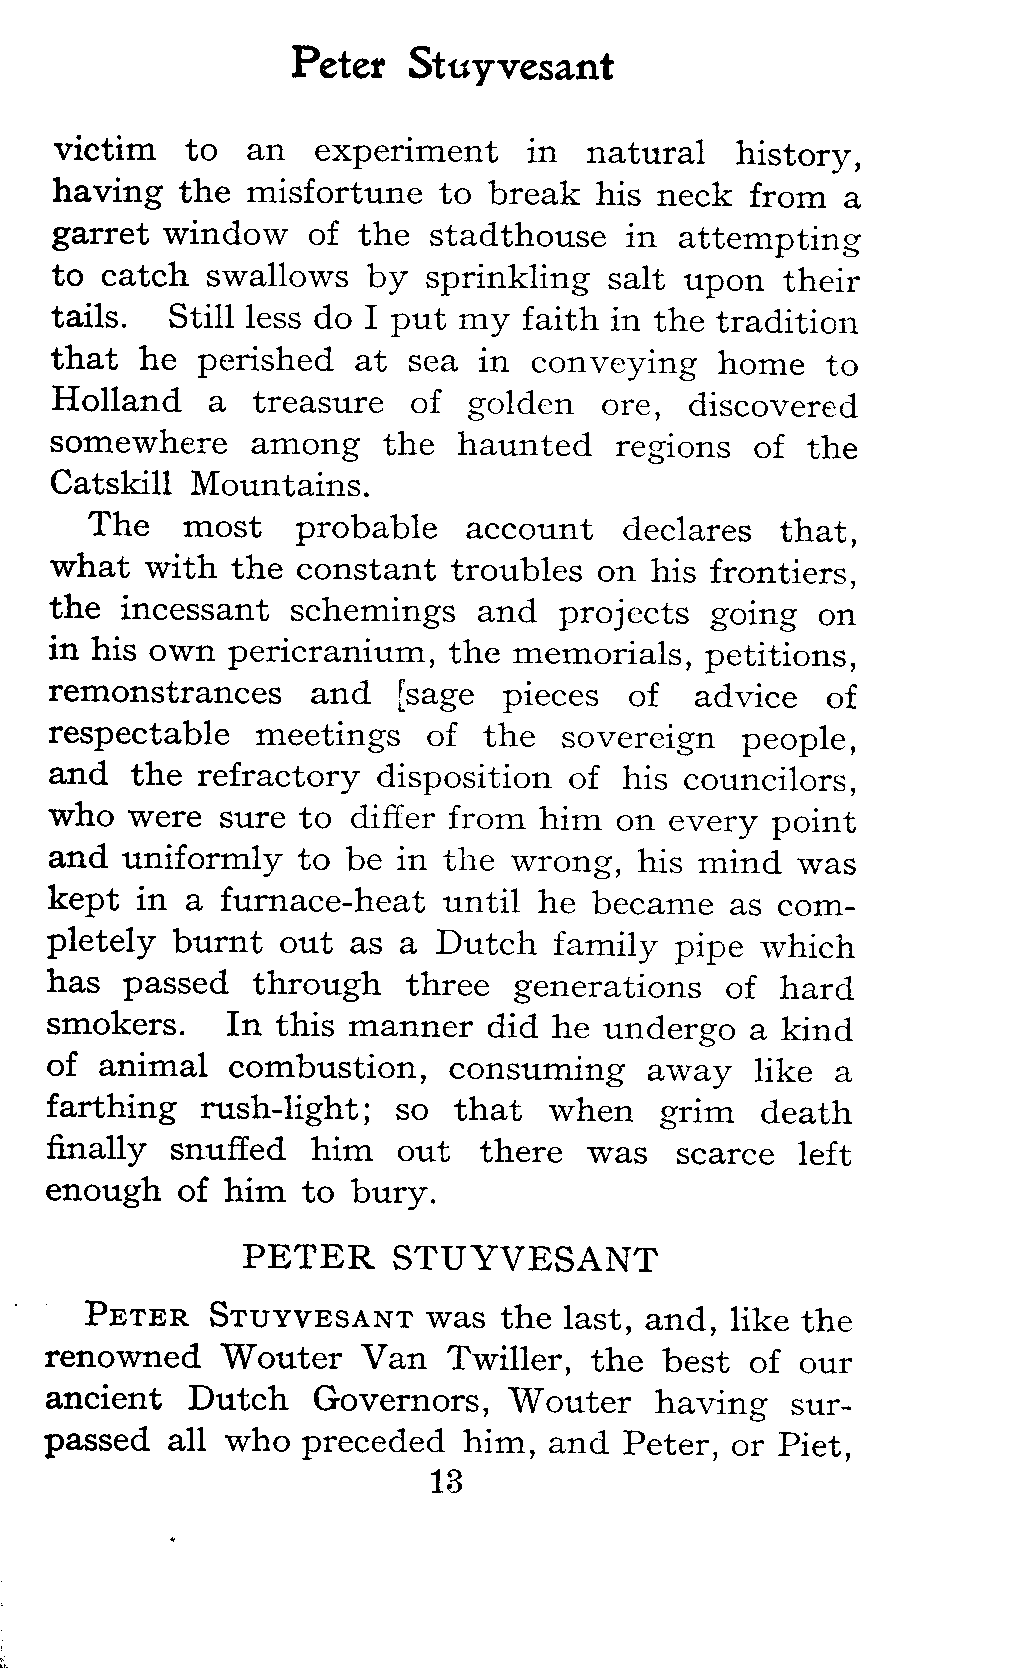 Peter Stuyvesant
victim to an experiment in natural history,
having the misfortune to break his neck from a
garret window of the stadthouse in attempting
to catch swallows by sprinkling salt upon their
tails. Still less do I put my faith in the tradition
that he perished at sea in conveying home to
Holland a treasure of golden ore, discovered
somewhere among the haunted regions of the
Catskill Mountains.
The most probable account declares that,
what with the constant troubles on his frontiers,
the incessant schemings and projects going on
in his own pericranium, the memorials, petitions,
remonstrances and [sage pieces of advice of
respectable meetings of the sovereign people,
and the refractory disposition of his councilors,
who were sure to differ from him on every point
and uniformly to be in the wrong, his mind was
kept in a furnace-heat until he became as com-
pletely burnt out as a Dutch family pipe which
has passed through three generations of hard
smokers. In this manner did he undergo a kind
of animal combustion, consuming away like a
farthing rush-light; so that when grim death
finally snuffed him out there was scarce left
enough of him to bury.
PETER STUYVESANT
PETER STUYVESANT was the last, and, like the
renowned Wouter Van Twiller, the best of our
ancient Dutch Governors, Wouter having sur-
passed all who preceded him, and Peter, or Piet,
13